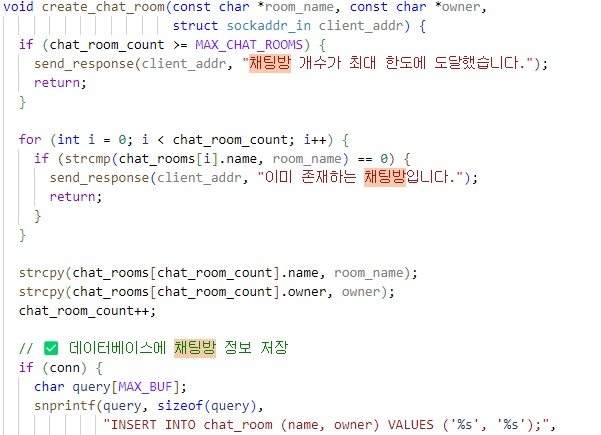 void create_chat_room(const char *room_name, const char *owner,
struct sockaddr_in client_addr) {
if (chat_room_count >= MAX_CHAT_ROOMS) {
send_response(client_addr, "채팅방 개수가 최대 한도에 도달했습니다.");
return;
}
for (int i = 0; i < chat_room_count; i++) {
if (strcmp(chat_rooms[i].name, room_name) == 0) {
send_response(client_addr, "이미 존재하는 채팅방입니다.");
return;
}
}
strcpy(chat_rooms[chat_room_count].name, room_name);
strcpy(chat_rooms[chat_room_count].owner, owner);
chat_room_count++;
// ✅ 데이터베이스에 채팅방 정보 저장
if (conn) {
char query[MAX_BUF];
snprintf(query, sizeof(query),
"INSERT INTO chat_room (name, owner) VALUES ('%s', '%s');",